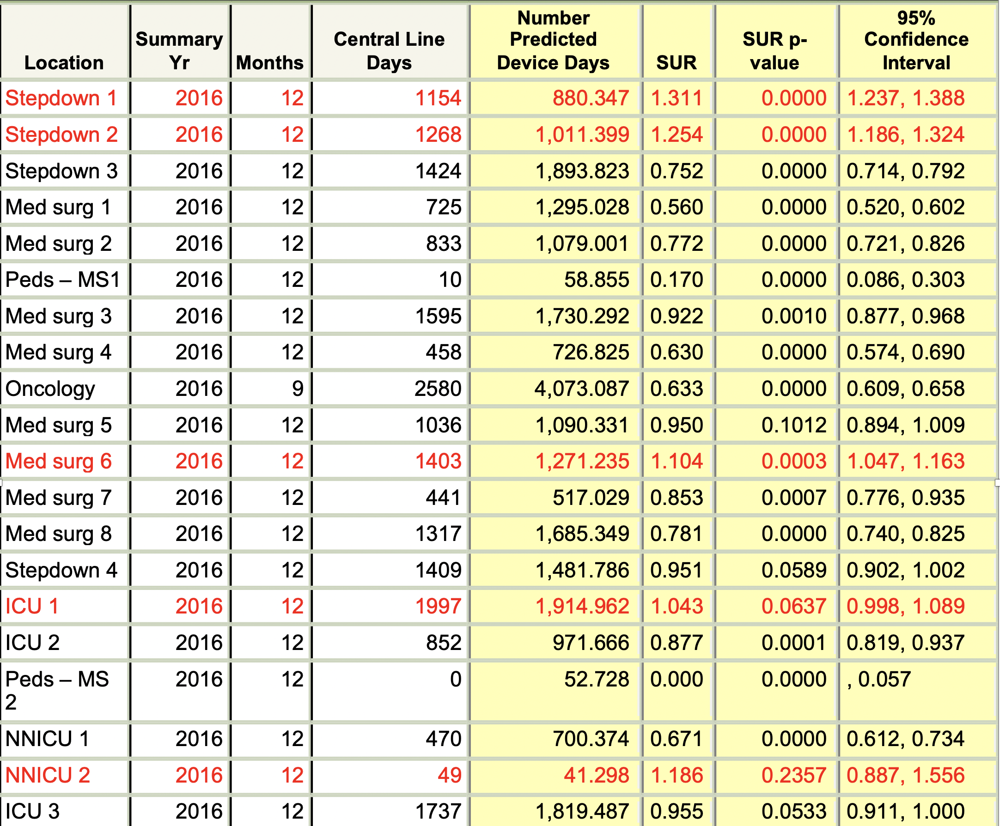 Location Summary Yr Months Central Line Days Number Predicted Device Days SUR SUR p-value 95% Confidence Interval
Stepdown 1 2016 12 1154 880.347 1.311 0.0000 1.237, 1.388
Stepdown 2 2016 12 1268 1,011.399 1.254 0.0000 1.186, 1.324
Stepdown 3 2016 12 1424 1,893.823 0.752 0.0000 0.714, 0.792
Med surg 1 2016 12 725 1,295.028 0.560 0.0000 0.520, 0.602
Med surg 2 2016 12 833 1,079.001 0.772 0.0000 0.721, 0.826
Peds – MS1 2016 12 10 58.855 0.170 0.0000 0.086, 0.303
Med surg 3 2016 12 1595 1,730.292 0.922 0.0010 0.877, 0.968
Med surg 4 2016 12 458 726.825 0.630 0.0000 0.574, 0.690
Oncology 2016 9 2580 4,073.087 0.633 0.0000 0.609, 0.658
Med surg 5 2016 12 1036 1,090.331 0.950 0.1012 0.894, 1.009
Med surg 6 2016 12 1403 1,271.235 1.104 0.0003 1.047, 1.163
Med surg 7 2016 12 441 517.029 0.853 0.0007 0.776, 0.935
Med surg 8 2016 12 1317 1,685.349 0.781 0.0000 0.740, 0.825
Stepdown 4 2016 12 1409 1,481.786 0.951 0.0589 0.902, 1.002
ICU 1 2016 12 1997 1,914.962 1.043 0.0637 0.998, 1.089
ICU 2 2016 12 852 971.666 0.877 0.0001 0.819, 0.937
Peds – MS 2 2016 12 0 52.728 0.000 0.0000 , 0.057
NNICU 1 2016 12 470 700.374 0.671 0.0000 0.612, 0.734
NNICU 2 2016 12 49 41.298 1.186 0.2357 0.887, 1.556
ICU 3 2016 12 1737 1,819.487 0.955 0.0533 0.911, 1.000